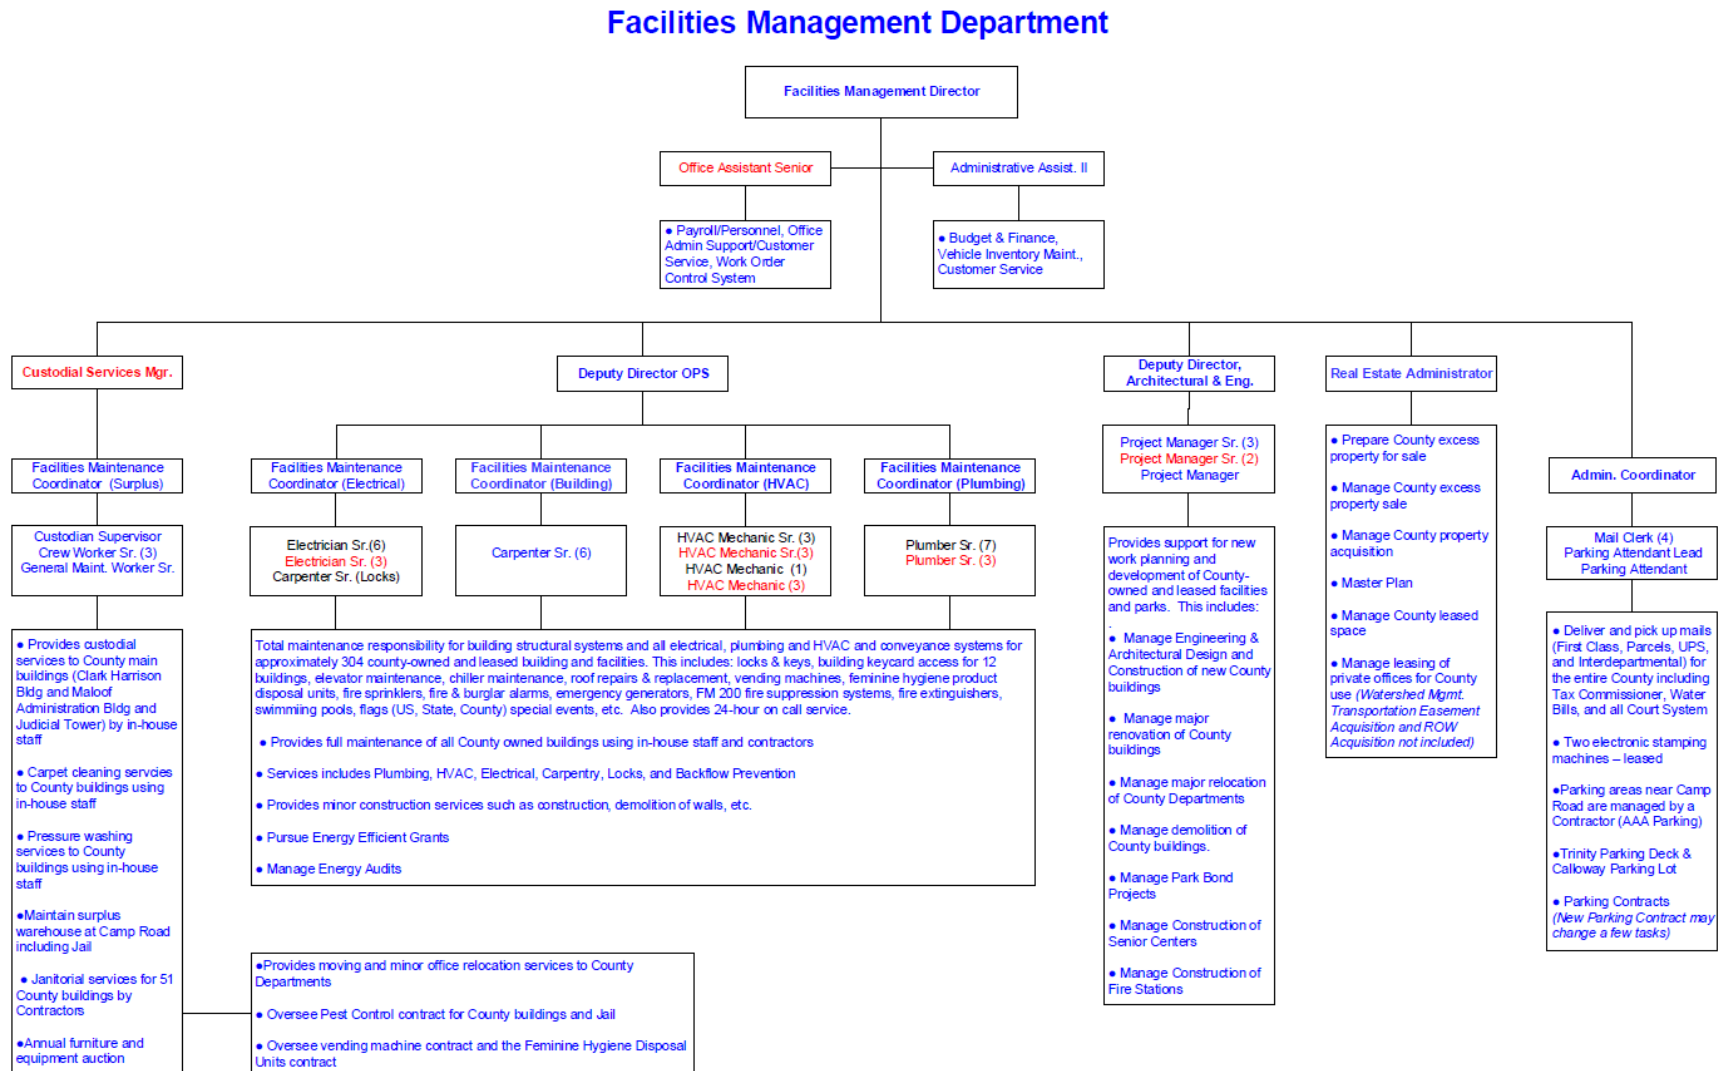 Facilities Management Department
Facilities Management Director
Office Assistant Senior
Administrative Assist. II
● Payroll/Personnel, Office
Admin Support/Customer
Service, Work Order
Control System
● Budget & Finance,
Vehicle Inventory Maint.,
Customer Service
Custodial Services Mgr.
Deputy Director OPS
Deputy Director,
Architectural & Eng.
Real Estate Administrator
Facilities Maintenance
Coordinator (Surplus)
Facilities Maintenance
Coordinator (Electrical)
Facilities Maintenance
Coordinator (Building)
Facilities Maintenance
Coordinator (HVAC)
Facilities Maintenance
Coordinator (Plumbing)
Project Manager Sr. (3)
Project Manager Sr. (2)
Project Manager
Admin. Coordinator
Custodian Supervisor
Crew Worker Sr. (3)
General Maint. Worker Sr.
Electrician Sr.(6)
Electrician Sr. (3)
Carpenter Sr. (Locks)
Carpenter Sr. (6)
HVAC Mechanic Sr. (3)
HVAC Mechanic Sr.(3)
HVAC Mechanic (1)
HVAC Mechanic (3)
Plumber Sr. (7)
Plumber Sr. (3)
Mail Clerk (4)
Parking Attendant Lead
Parking Attendant
● Provides custodial
services to County main
buildings (Clark Harrison
Bldg and Maloof
Administration Bldg and
Judicial Tower) by in-house
staff
● Carpet cleaning servcies
to County buildings using
in-house staff
● Pressure washing
services to County
buildings using in-house
staff
●Maintain surplus
warehouse at Camp Road
including Jail
● Janitorial services for 51
County buildings by
Contractors
●Annual furniture and
equipment auction
Total maintenance responsibility for building structural systems and all electrical, plumbing and HVAC and conveyance systems for
approximately 304 county-owned and leased building and facilities. This includes: locks & keys, building keycard access for 12
buildings, elevator maintenance, chiller maintenance, roof repairs & replacement, vending machines, feminine hygiene product
disposal units, fire sprinklers, fire & burglar alarms, emergency generators, FM 200 fire suppression systems, fire extinguishers,
swimming pools, flags (US, State, County) special events, etc. Also provides 24-hour on call service.
● Provides full maintenance of all County owned buildings using in-house staff and contractors
● Services includes Plumbing, HVAC, Electrical, Carpentry, Locks, and Backflow Prevention
● Provides minor construction services such as construction, demolition of walls, etc.
● Pursue Energy Efficient Grants
● Manage Energy Audits
●Provides moving and minor office relocation services to County
Departments
● Oversee Pest Control contract for County buildings and Jail
● Oversee vending machine contract and the Feminine Hygiene Disposal
Units contract
Provides support for new
work planning and
development of County-
owned and leased facilities
and parks. This includes:
.
● Manage Engineering &
Architectural Design and
Construction of new County
buildings
● Manage major
renovation of County
buildings
● Manage major relocation
of County Departments
● Manage demolition of
County buildings.
● Manage Park Bond
Projects
● Manage Construction of
Senior Centers
● Manage Construction of
Fire Stations
● Prepare County excess
property for sale
● Manage County excess
property sale
● Manage County property
acquisition
● Master Plan
● Manage County leased
space
● Manage leasing of
private offices for County
use (Watershed Mgmt.
Transportation Easement
Acquisition and ROW
Acquisition not included)
● Deliver and pick up mails
(First Class, Parcels, UPS,
and Interdepartmental) for
the entire County including
Tax Commissioner, Water
Bills, and all Court System
● Two electronic stamping
machines – leased
●Parking areas near Camp
Road are managed by a
Contractor (AAA Parking)
●Trinity Parking Deck &
Calloway Parking Lot
● Parking Contracts
(New Parking Contract may
change a few tasks)